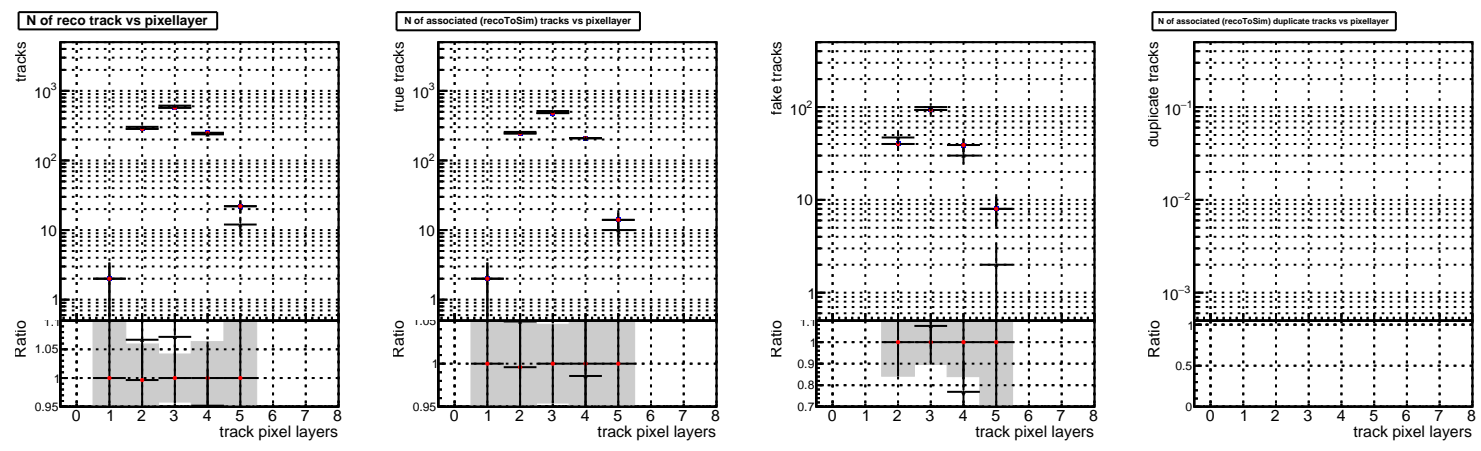 N of reco track vs pixellayer
tracks
10³
10²
10
1
Ratio
1.1
1.05
1
0.95
0 1 2 3 4 5 6 7 8
track pixel layers
N of associated (recoToSim) tracks vs pixellayer
true tracks
10³
10²
10
1
Ratio
1.05
1
0.95
0 1 2 3 4 5 6 7 8
track pixel layers
fake tracks
10²
10
1
Ratio
1.1
1
0.9
0.8
0.7
0 1 2 3 4 5 6 7 8
track pixel layers
N of associated (recoToSim) duplicate tracks vs pixellayer
duplicate tracks
10⁻¹
10⁻²
10⁻³
Ratio
1
0.5
0
0 1 2 3 4 5 6 7 8
track pixel layers